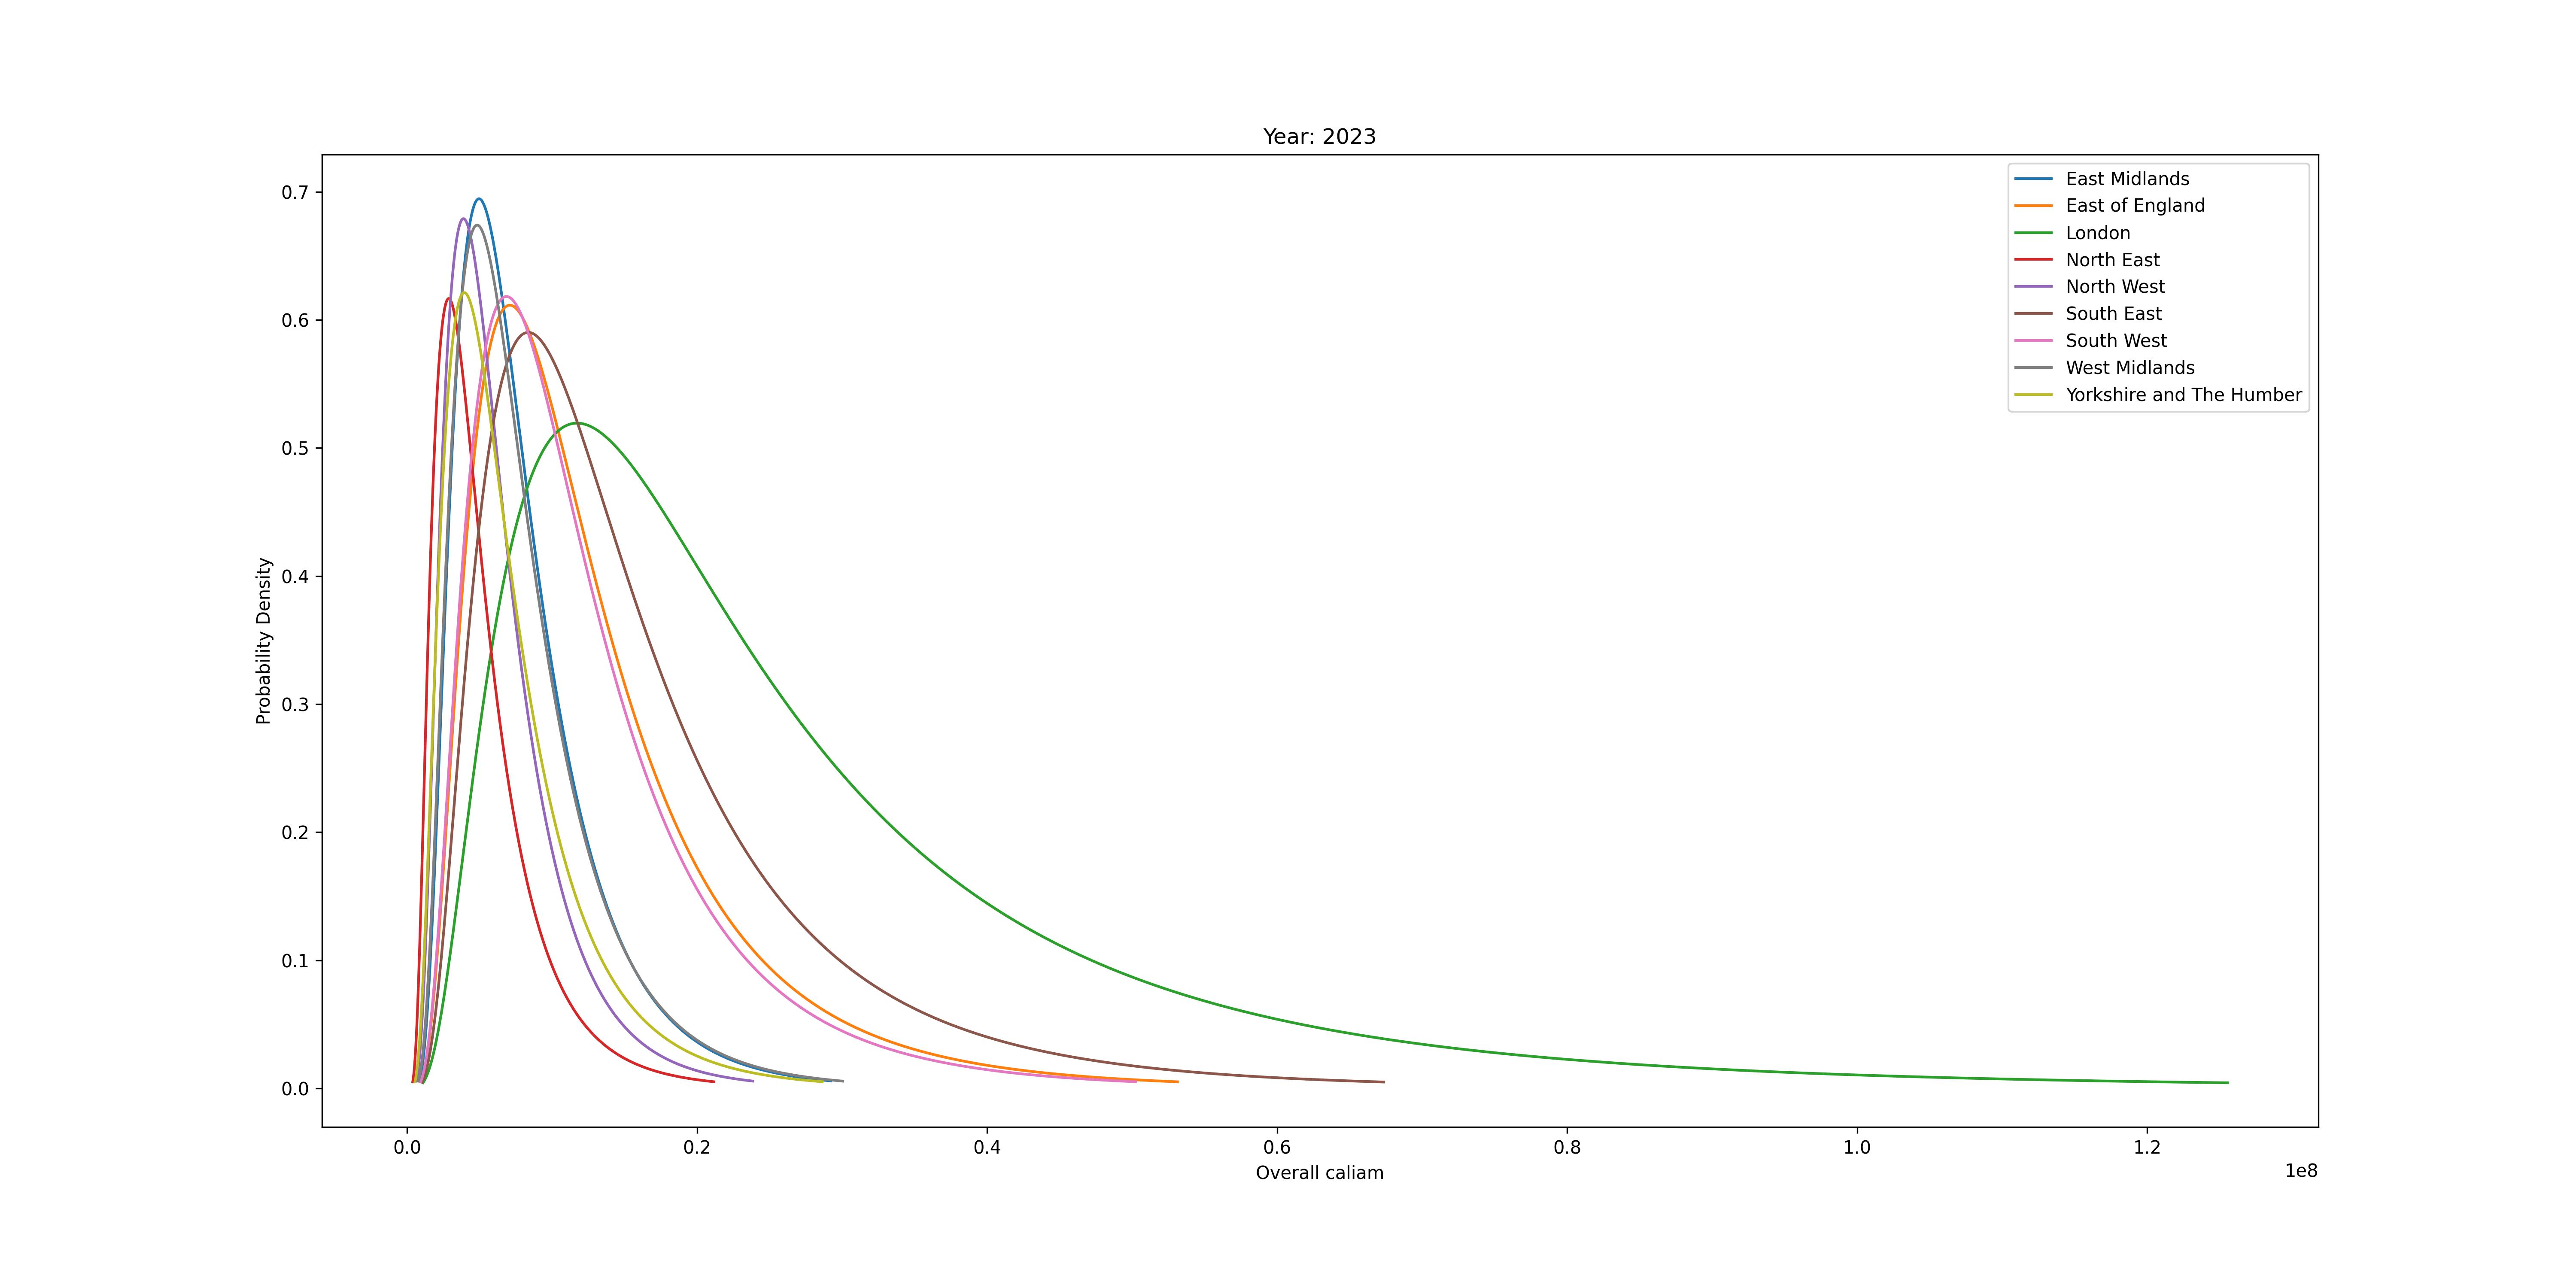 Year: 2023
East Midlands
East of England
London
North East
North West
South East
South West
West Midlands
Yorkshire and The Humber
Probability Density
0.7
0.6
0.5
0.4
0.3
0.2
0.1
0.0
0.0 0.2 0.4 0.6 0.8 1.0 1.2
1e8
Overall caliam